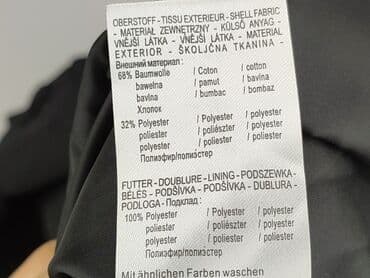 OBERSTOFF - TISSU EXTERIEUR - SHELL FABRIC
- MATERIAŁ ZEWNĘTRZNY - KÜLSŐ ANYAG -
VNĚJŠÍ LÁTKA - VNĚJŠÍ LÁTKA - MATERIAL
EXTERIOR - ŠKOLJČNA TKANINA -
Внешний материал :
68% Baumwolle / Coton / cotton
bawełna / pamut / bumbac
bavlna / bumbac / bombaž
Хлопок
32% Polyester / Polyester / polyester
poliester / poliészter / polyester
polyester / poliester / poliester
Полиэфир/полиэстер
FUTTER - DOUBLURE - LINING - PODSZEWKA-
BÉLÉS - PODŠÍVKA - PODŠÍVKA - DUBLURA -
PODLOGA - Подклад :
100% Polyester / Polyester / polyester
poliester / poliészter / polyester
polyester / poliester / poliester
Полиэфир/полиэстер
Mit ähnlichen Farben waschen